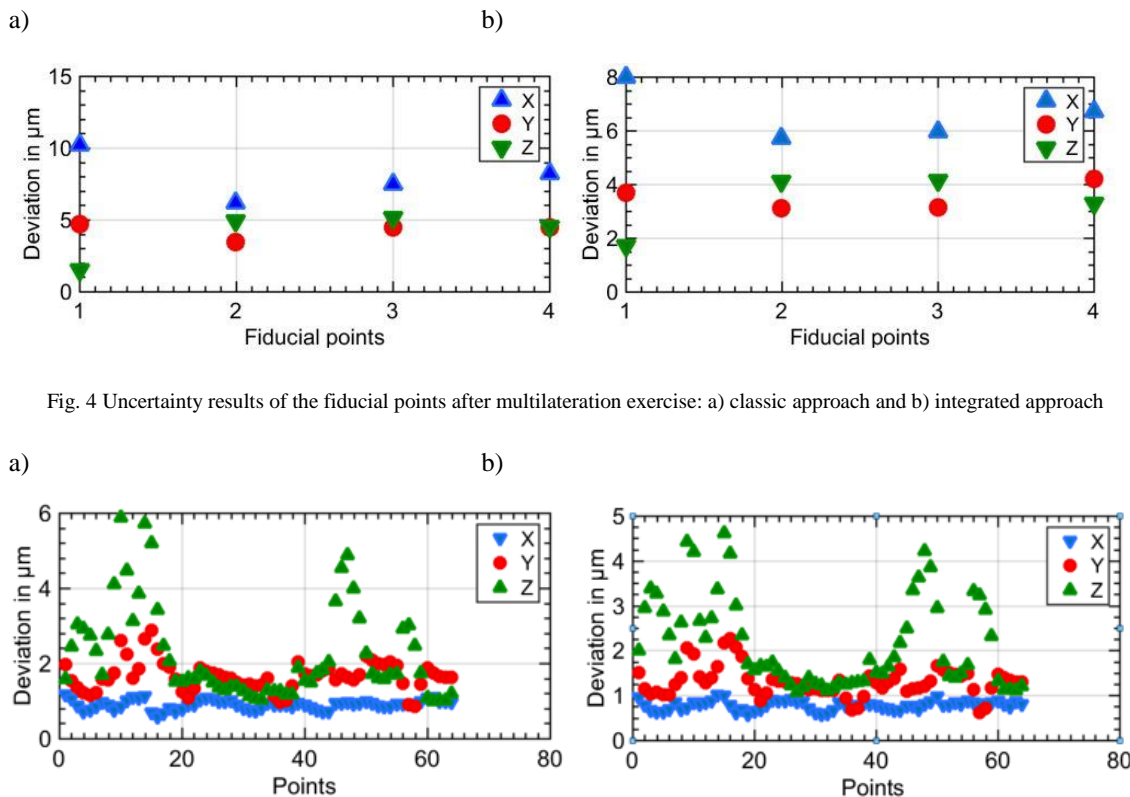 a)
b)
15
10
5
0
Deviation in µm
X
Y
Z
1 2 3 4
Fiducial points
8
6
4
2
0
Deviation in µm
X
Y
Z
1 2 3 4
Fiducial points
Fig. 4 Uncertainty results of the fiducial points after multilateration exercise: a) classic approach and b) integrated approach
a)
b)
6
4
2
0
Deviation in µm
X
Y
Z
0 20 40 60 80
Points
5
4
3
2
1
0
Deviation in µm
X
Y
Z
0 20 40 60 80
Points